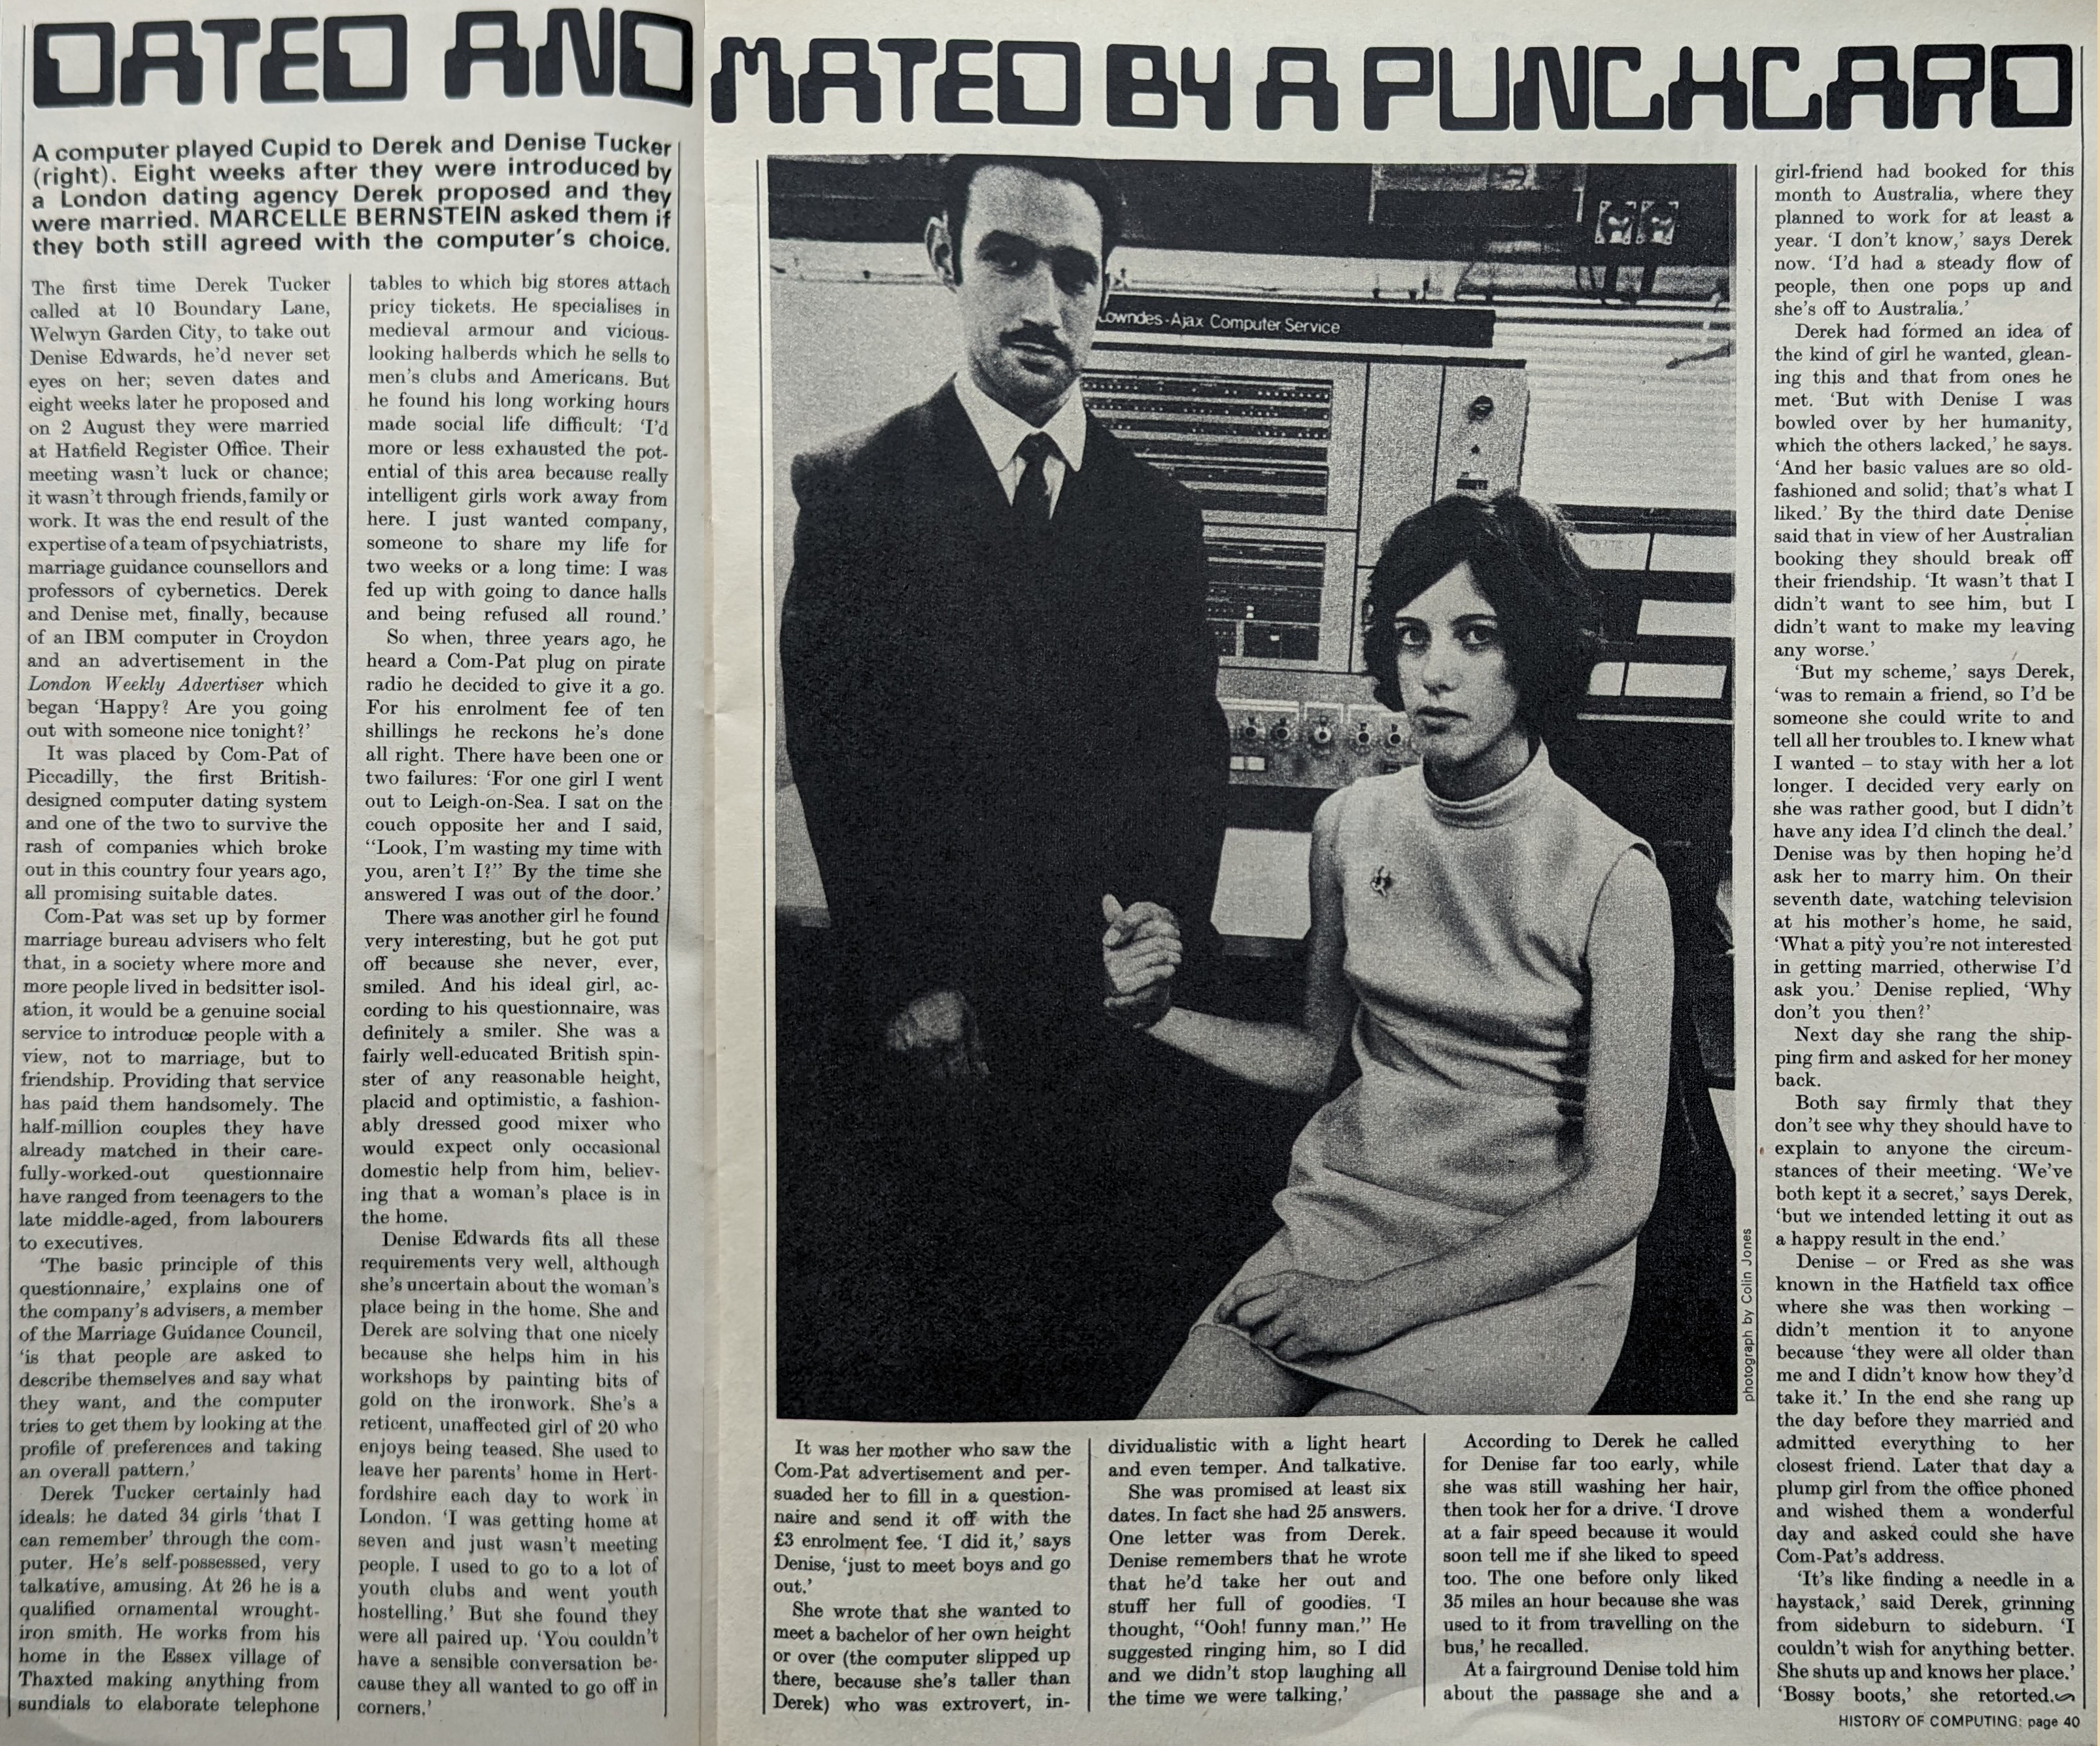 DATED AND MATED BY A PUNCHCARD
A computer played Cupid to Derek and Denise Tucker
(right). Eight weeks after they were introduced by
a London dating agency Derek proposed and they
were married. MARCELLE BERNSTEIN asked them if
they both still agreed with the computer's choice.
The first time Derek Tucker
called at 10 Boundary Lane,
Welwyn Garden City, to take out
Denise Edwards, he'd never set
eyes on her; seven dates and
eight weeks later he proposed and
on 2 August they were married
at Hatfield Register Office. Their
meeting wasn't luck or chance;
it wasn't through friends, family or
work. It was the end result of the
expertise of a team of psychiatrists,
marriage guidance counsellors and
professors of cybernetics. Derek
and Denise met, finally, because
of an IBM computer in Croydon
and an advertisement in the
London Weekly Advertiser which
began 'Happy? Are you going
out with someone nice tonight?'
It was placed by Com-Pat of
Piccadilly, the first British-
designed computer dating system
and one of the two to survive the
rash of companies which broke
out in this country four years ago,
all promising suitable dates.
Com-Pat was set up by former
marriage bureau advisers who felt
that, in a society where more and
more people lived in bedsitter isol-
ation, it would be a genuine social
service to introduce people with a
view, not to marriage, but to
friendship. Providing that service
has paid them handsomely. The
half-million couples they have
already matched in their care-
fully-worked-out questionnaire
have ranged from teenagers to the
late middle-aged, from labourers
to executives.
'The basic principle of this
questionnaire,' explains one of
the company's advisers, a member
of the Marriage Guidance Council,
'is that people are asked to
describe themselves and say what
they want, and the computer
tries to get them by looking at the
profile of preferences and taking
an overall pattern.'
Derek Tucker certainly had
ideals: he dated 34 girls 'that I
can remember' through the com-
puter. He's self-possessed, very
talkative, amusing. At 26 he is a
qualified ornamental wrought-
iron smith. He works from his
home in the Essex village of
Thaxted making anything from
sundials to elaborate telephone
tables to which big stores attach
pricy tickets. He specialises in
medieval armour and vicious-
looking halberds which he sells to
men's clubs and Americans. But
he found his long working hours
made social life difficult: 'I'd
more or less exhausted the pot-
ential of this area because really
intelligent girls work away from
here. I just wanted company,
someone to share my life for
two weeks or a long time: I was
fed up with going to dance halls
and being refused all round.'
So when, three years ago, he
heard a Com-Pat plug on pirate
radio he decided to give it a go.
For his enrolment fee of ten
shillings he reckons he's done
all right. There have been one or
two failures: 'For one girl I went
out to Leigh-on-Sea. I sat on the
couch opposite her and I said,
"Look, I'm wasting my time with
you, aren't I?" By the time she
answered I was out of the door.'
There was another girl he found
very interesting, but he got put
off because she never, ever,
smiled. And his ideal girl, ac-
cording to his questionnaire, was
definitely a smiler. She was a
fairly well-educated British spin-
ster of any reasonable height,
placid and optimistic, a fashion-
ably dressed good mixer who
would expect only occasional
domestic help from him, believ-
ing that a woman's place is in
the home.
Denise Edwards fits all these
requirements very well, although
she's uncertain about the woman's
place being in the home. She and
Derek are solving that one nicely
because she helps him in his
workshops by painting bits of
gold on the ironwork. She's a
reticent, unaffected girl of 20 who
enjoys being teased. She used to
leave her parents' home in Hert-
fordshire each day to work in
London. 'I was getting home at
seven and just wasn't meeting
people. I used to go to a lot of
youth clubs and went youth
hostelling.' But she found they
were all paired up. 'You couldn't
have a sensible conversation be-
cause they all wanted to go off in
corners.'
Lowndes-Ajax Computer Service
photograph by Colin Jones
It was her mother who saw the
Com-Pat advertisement and per-
suaded her to fill in a question-
naire and send it off with the
£3 enrolment fee. 'I did it,' says
Denise, 'just to meet boys and go
out.'
She wrote that she wanted to
meet a bachelor of her own height
or over (the computer slipped up
there, because she's taller than
Derek) who was extrovert, in-
dividualistic with a light heart
and even temper. And talkative.
She was promised at least six
dates. In fact she had 25 answers.
One letter was from Derek.
Denise remembers that he wrote
that he'd take her out and
stuff her full of goodies. 'I
thought, "Ooh! funny man." He
suggested ringing him, so I did
and we didn't stop laughing all
the time we were talking.'
According to Derek he called
for Denise far too early, while
she was still washing her hair,
then took her for a drive. 'I drove
at a fair speed because it would
soon tell me if she liked to speed
too. The one before only liked
35 miles an hour because she was
used to it from travelling on the
bus,' he recalled.
At a fairground Denise told him
about the passage she and a
girl-friend had booked for this
month to Australia, where they
planned to work for at least a
year. 'I don't know,' says Derek
now. 'I'd had a steady flow of
people, then one pops up and
she's off to Australia.'
Derek had formed an idea of
the kind of girl he wanted, glean-
ing this and that from ones he
met. 'But with Denise I was
bowled over by her humanity,
which the others lacked,' he says.
'And her basic values are so old-
fashioned and solid; that's what I
liked.' By the third date Denise
said that in view of her Australian
booking they should break off
their friendship. 'It wasn't that I
didn't want to see him, but I
didn't want to make my leaving
any worse.'
'But my scheme,' says Derek,
'was to remain a friend, so I'd be
someone she could write to and
tell all her troubles to. I knew what
I wanted – to stay with her a lot
longer. I decided very early on
she was rather good, but I didn't
have any idea I'd clinch the deal.'
Denise was by then hoping he'd
ask her to marry him. On their
seventh date, watching television
at his mother's home, he said,
'What a pity you're not interested
in getting married, otherwise I'd
ask you.' Denise replied, 'Why
don't you then?'
Next day she rang the ship-
ping firm and asked for her money
back.
Both say firmly that they
don't see why they should have to
explain to anyone the circum-
stances of their meeting. 'We've
both kept it a secret,' says Derek,
'but we intended letting it out as
a happy result in the end.'
Denise – or Fred as she was
known in the Hatfield tax office
where she was then working –
didn't mention it to anyone
because 'they were all older than
me and I didn't know how they'd
take it.' In the end she rang up
the day before they married and
admitted everything to her
closest friend. Later that day a
plump girl from the office phoned
and wished them a wonderful
day and asked could she have
Com-Pat's address.
'It's like finding a needle in a
haystack,' said Derek, grinning
from sideburn to sideburn. 'I
couldn't wish for anything better.
She shuts up and knows her place.'
'Bossy boots,' she retorted.
HISTORY OF COMPUTING: page 40